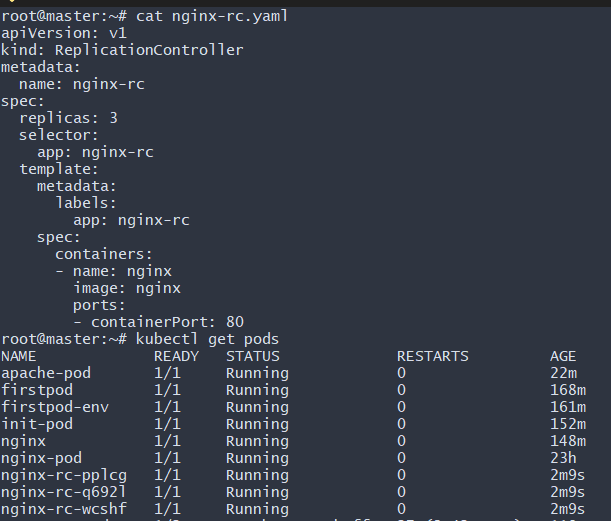 root@master:~# cat nginx-rc.yaml
apiVersion: v1
kind: ReplicationController
metadata:
  name: nginx-rc
spec:
  replicas: 3
  selector:
    app: nginx-rc
  template:
    metadata:
      labels:
        app: nginx-rc
    spec:
      containers:
      - name: nginx
        image: nginx
        ports:
        - containerPort: 80
root@master:~# kubectl get pods
NAME             READY   STATUS             RESTARTS         AGE
apache-pod       1/1     Running            0                22m
firstpod         1/1     Running            0                168m
firstpod-env     1/1     Running            0                161m
init-pod         1/1     Running            0                152m
nginx            1/1     Running            0                148m
nginx-pod        1/1     Running            0                23h
nginx-rc-pplcg   1/1     Running            0                2m9s
nginx-rc-q692l   1/1     Running            0                2m9s
nginx-rc-wcshf   1/1     Running            0                2m9s